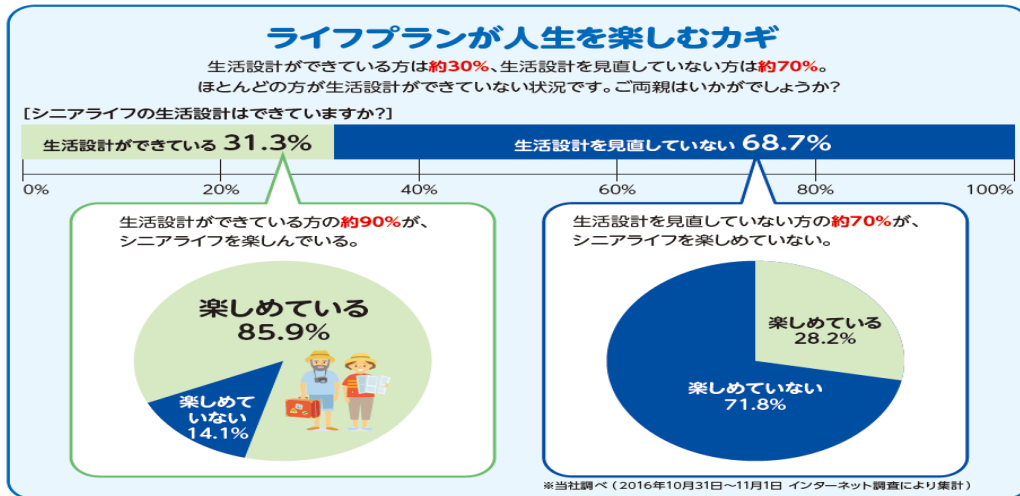 ライフプランが人生を楽しむカギ
生活設計ができている方は約30%、生活設計を見直していない方は約70%。
ほとんどの方が生活設計ができていない状況です。ご両親はいかがでしょうか?
[シニアライフの生活設計はできていますか?]
生活設計ができている 31.3%
生活設計を見直していない 68.7%
0% 20% 40% 60% 80% 100%
生活設計ができている方の約90%が、
シニアライフを楽しんでいる。
楽しめている
85.9%
楽しめて
いない
14.1%
生活設計を見直していない方の約70%が、
シニアライフを楽しめていない。
楽しめている
28.2%
楽しめていない
71.8%
※当社調べ(2016年10月31日~11月1日 インターネット調査により集計)